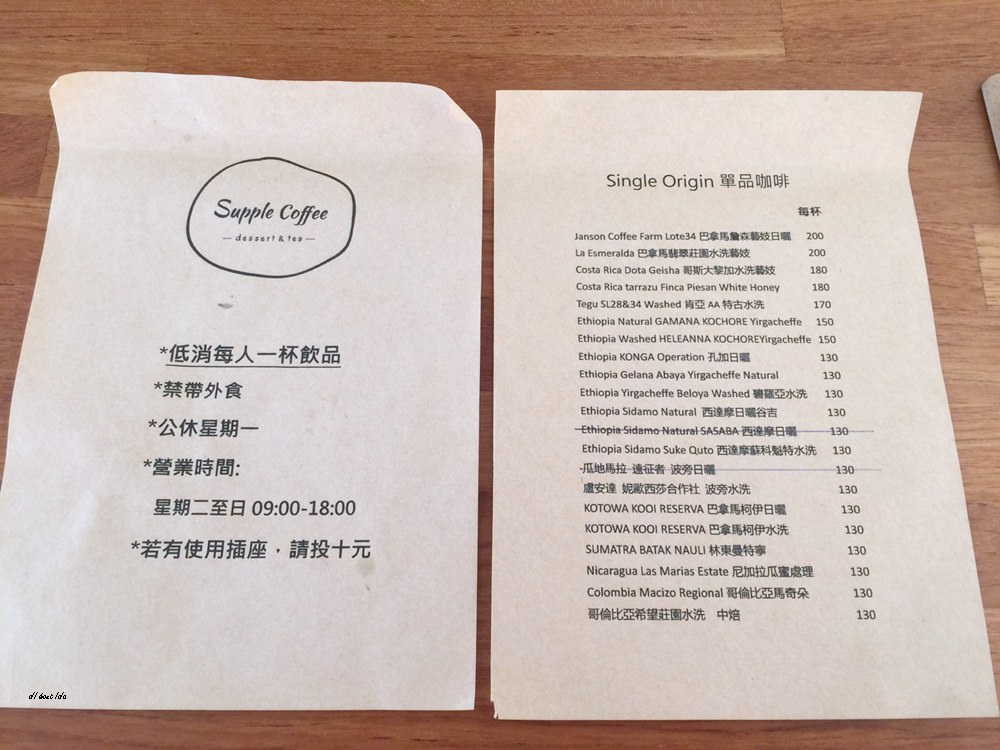 Supple Coffee
— dessert & tea —
*低消每人一杯飲品
*禁帶外食
*公休星期一
*營業時間:
星期二至日 09:00-18:00
*若有使用插座，請投十元
Single Origin 單品咖啡
每杯
Janson Coffee Farm Lote34 巴拿馬詹森藝妓日曬 200
La Esmeralda 巴拿馬翡翠莊園水洗藝妓 200
Costa Rica Dota Geisha 哥斯大黎加水洗藝妓 180
Costa Rica tarrazu Finca Piesan White Honey 180
Tegu SL28&34 Washed 肯亞 AA 特古水洗 170
Ethiopia Natural GAMANA KOCHORE Yirgacheffe 150
Ethiopia Washed HELEANNA KOCHOREYirgacheffe 150
Ethiopia KONGA Operation 孔加日曬 130
Ethiopia Gelana Abaya Yirgacheffe Natural 130
Ethiopia Yirgacheffe Beloya Washed 碧羅亞水洗 130
Ethiopia Sidamo Natural 西達摩日曬谷吉 130
Ethiopia Sidamo Natural SASABA 西達摩日曬 130
Ethiopia Sidamo Suke Quto 西達摩蘇科魁特水洗 130
瓜地馬拉 遠征者 波旁日曬 130
盧安達 妮歐西莎合作社 波旁水洗 130
KOTOWA KOOI RESERVA 巴拿馬柯伊日曬 130
KOTOWA KOOI RESERVA 巴拿馬柯伊水洗 130
SUMATRA BATAK NAULI 林東曼特寧 130
Nicaragua Las Marias Estate 尼加拉瓜蜜處理 130
Colombia Macizo Regional 哥倫比亞馬奇朵 130
哥倫比亞希望莊園水洗 中焙 130